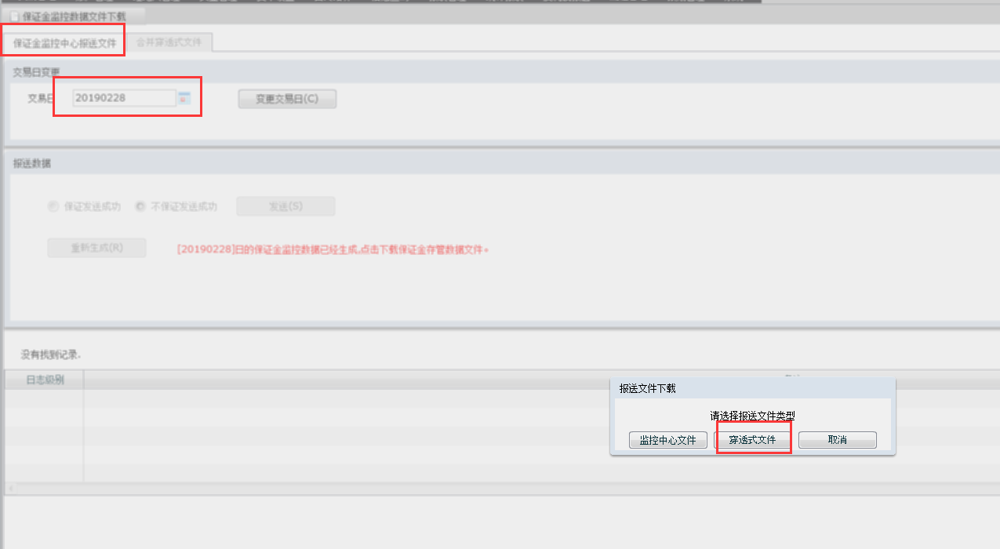 保证金监控数据文件下载
保证金监控中心报送文件 合并穿透式文件
交易日变更
交易日 20190228 变更交易日(C)
报送数据
保证发送成功 不保证发送成功 发送(S)
重新生成(R) [20190228]日的保证金监控数据已经生成,点击下载保证金存管数据文件。
没有找到记录.
日志级别
报送文件下载
请选择报送文件类型
监控中心文件 穿透式文件 取消